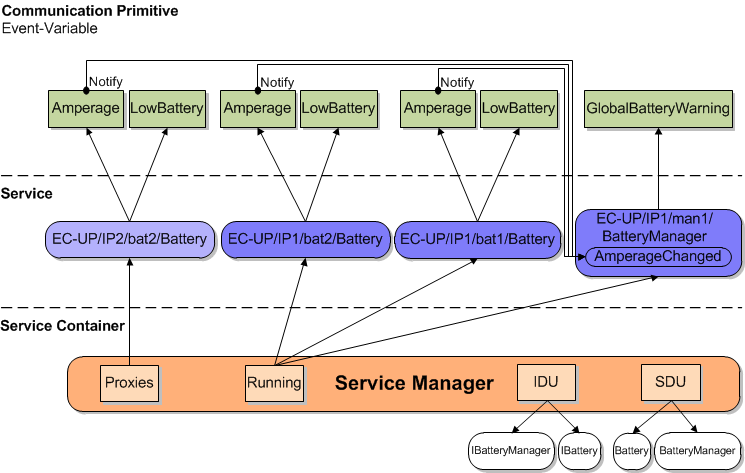 Communication Primitive
Event-Variable
Notify
Notify
Notify
Amperage
LowBattery
Amperage
LowBattery
Amperage
LowBattery
GlobalBatteryWarning
Service
EC-UP/IP2/bat2/Battery
EC-UP/IP1/bat2/Battery
EC-UP/IP1/bat1/Battery
EC-UP/IP1/man1/
BatteryManager
AmperageChanged
Service Container
Proxies
Running
Service Manager
IDU
SDU
IBatteryManager
IBattery
Battery
BatteryManager